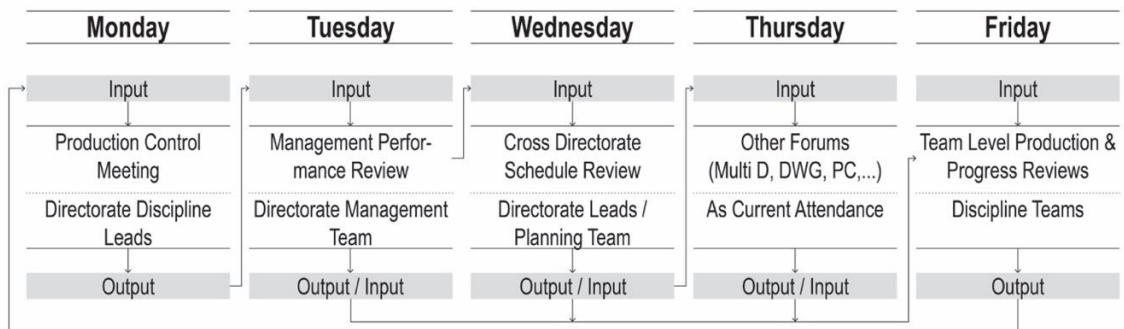 Monday
Input
Production Control
Meeting
Directorate Discipline
Leads
Output
Tuesday
Input
Management Perfor-
mance Review
Directorate Management
Team
Output / Input
Wednesday
Input
Cross Directorate
Schedule Review
Directorate Leads /
Planning Team
Output / Input
Thursday
Input
Other Forums
(Multi D, DWG, PC,...)
As Current Attendance
Output / Input
Friday
Input
Team Level Production &
Progress Reviews
Discipline Teams
Output